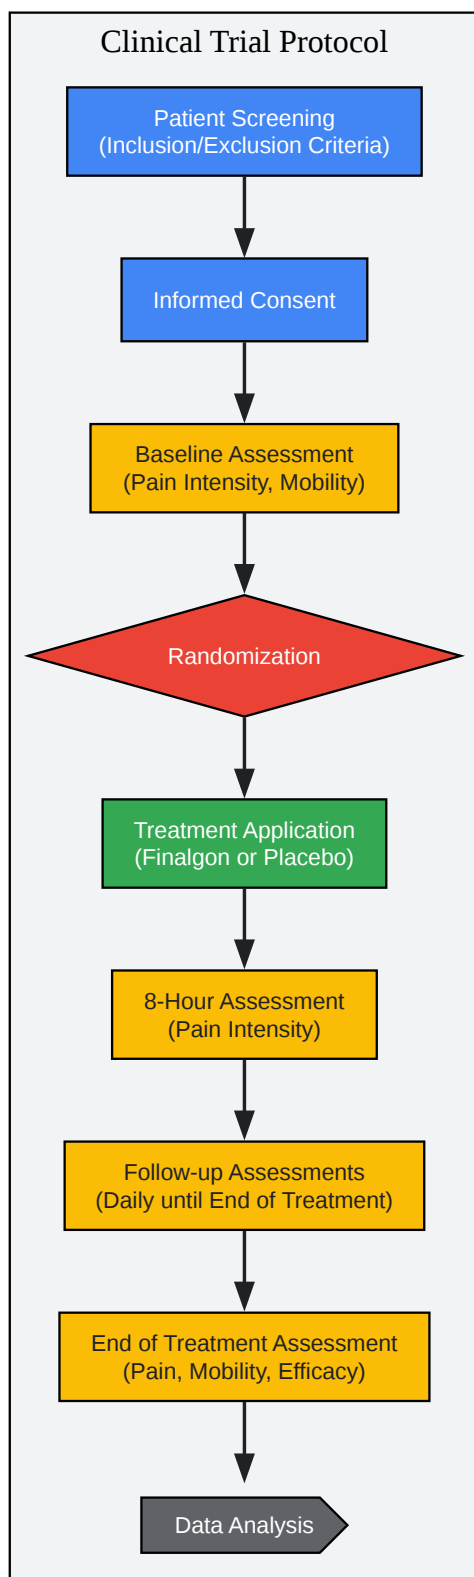 Clinical Trial Protocol
Patient Screening
(Inclusion/Exclusion Criteria)
Informed Consent
Baseline Assessment
(Pain Intensity, Mobility)
Randomization
Treatment Application
(Finalgon or Placebo)
8-Hour Assessment
(Pain Intensity)
Follow-up Assessments
(Daily until End of Treatment)
End of Treatment Assessment
(Pain, Mobility, Efficacy)
Data Analysis